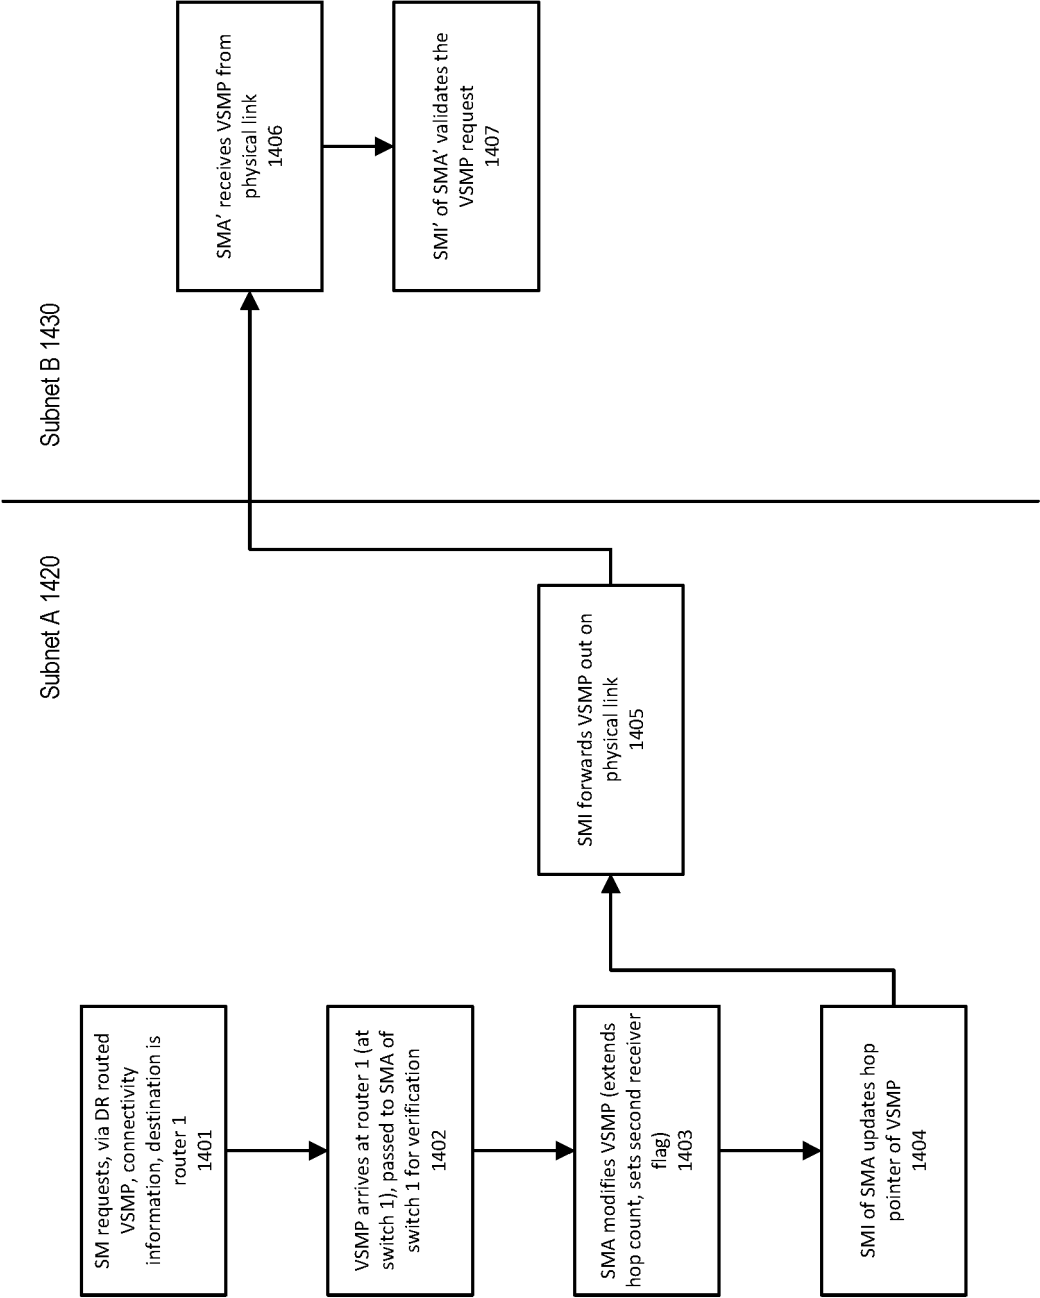 Subnet A 1420
SM requests, via DR routed
VSMP, connectivity
information, destination is
router 1
1401
VSMP arrives at router 1 (at
switch 1), passed to SMA of
switch 1 for verification
1402
SMA modifies VSMP (extends
hop count, sets second receiver
flag)
1403
SMI of SMA updates hop
pointer of VSMP
1404
SMI forwards VSMP out on
physical link
1405
Subnet B 1430
SMA’ receives VSMP from
physical link
1406
SMI’ of SMA’ validates the
VSMP request
1407